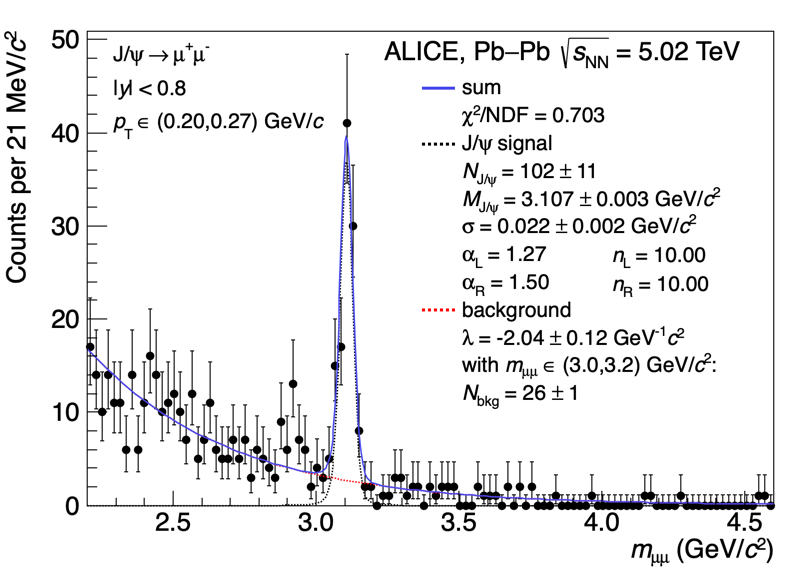 Counts per 21 MeV/c²
50
40
30
20
10
0
J/ψ → μ⁺μ⁻
|y| < 0.8
p_T ∈ (0.20,0.27) GeV/c
ALICE, Pb–Pb √s_NN = 5.02 TeV
sum
χ²/NDF = 0.703
J/ψ signal
N_J/ψ = 102 ± 11
M_J/ψ = 3.107 ± 0.003 GeV/c²
σ = 0.022 ± 0.002 GeV/c²
α_L = 1.27 n_L = 10.00
α_R = 1.50 n_R = 10.00
background
λ = -2.04 ± 0.12 GeV⁻¹c²
with m_μμ ∈ (3.0,3.2) GeV/c²:
N_bkg = 26 ± 1
2.5 3.0 3.5 4.0 4.5
m_μμ (GeV/c²)